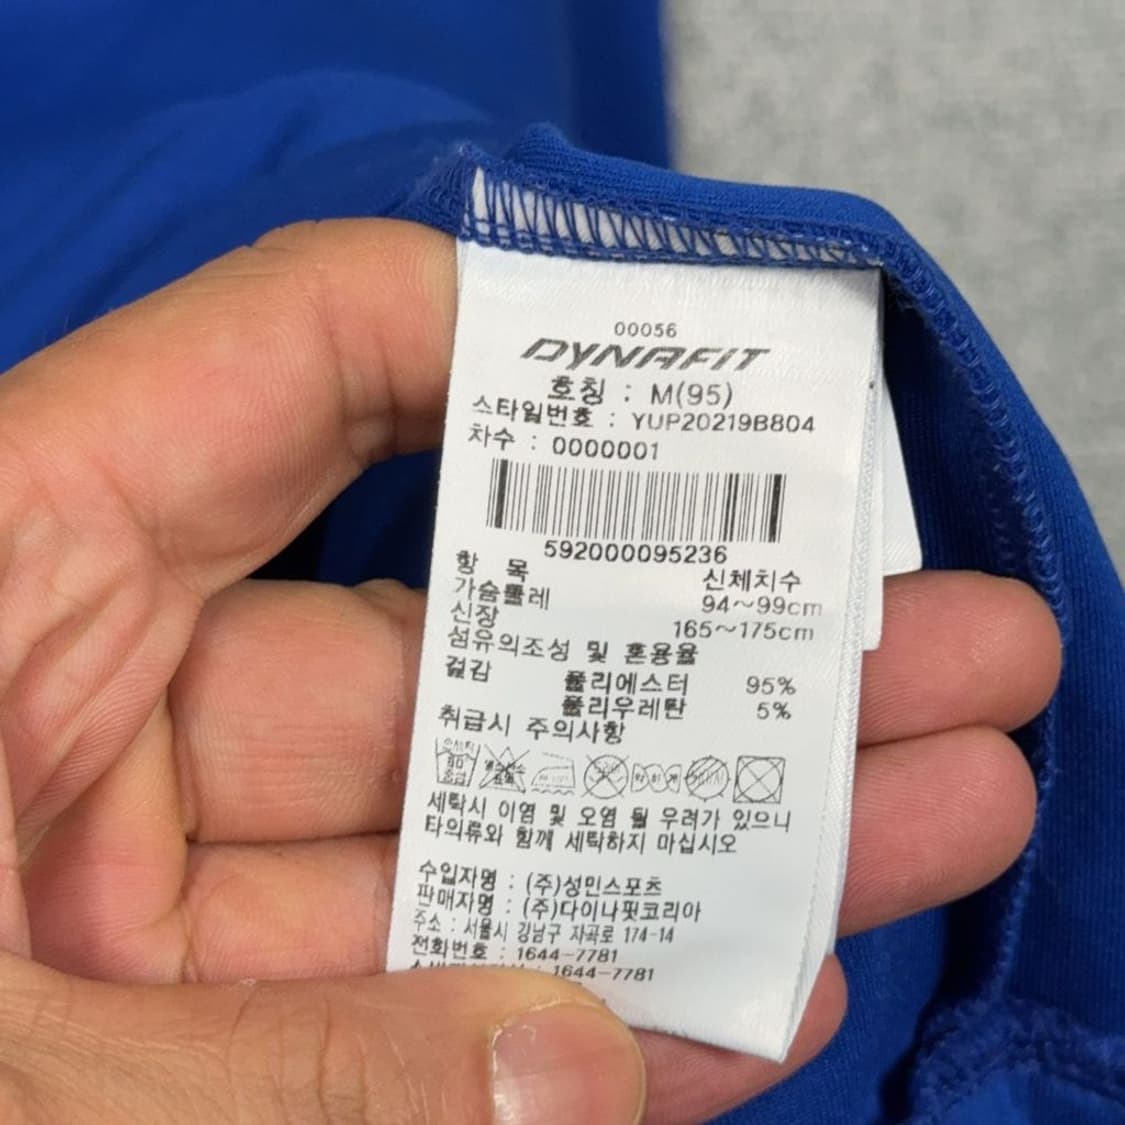 00056
DYNAFIT
호칭 : M(95)
스타일번호 : YUP20219B804
차수 : 0000001
592000095236
항 목 신체치수
가슴둘레 94~99cm
신장 165~175cm
섬유의조성 및 혼용율
겉감 폴리에스터 95%
폴리우레탄 5%
취급시 주의사항
세탁시 이염 및 오염 될 우려가 있으니
타의류와 함께 세탁하지 마십시오
수입자명 : (주)성민스포츠
판매자명 : (주)다이나핏코리아
주소 : 서울시 강남구 자곡로 174-14
전화번호 : 1644-7781
: 1644-7781